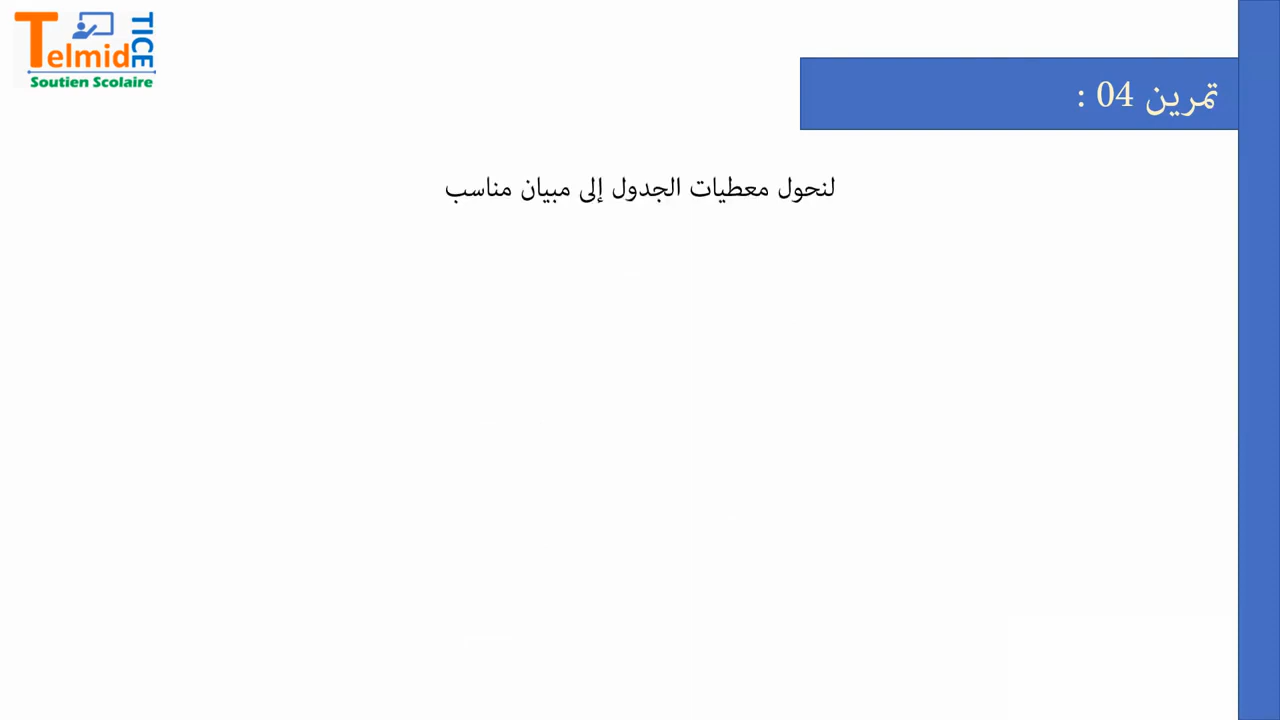 Telmid TICE
Soutien Scolaire
تمرين 04 :
لنحول معطيات الجدول إلى مبيان مناسب